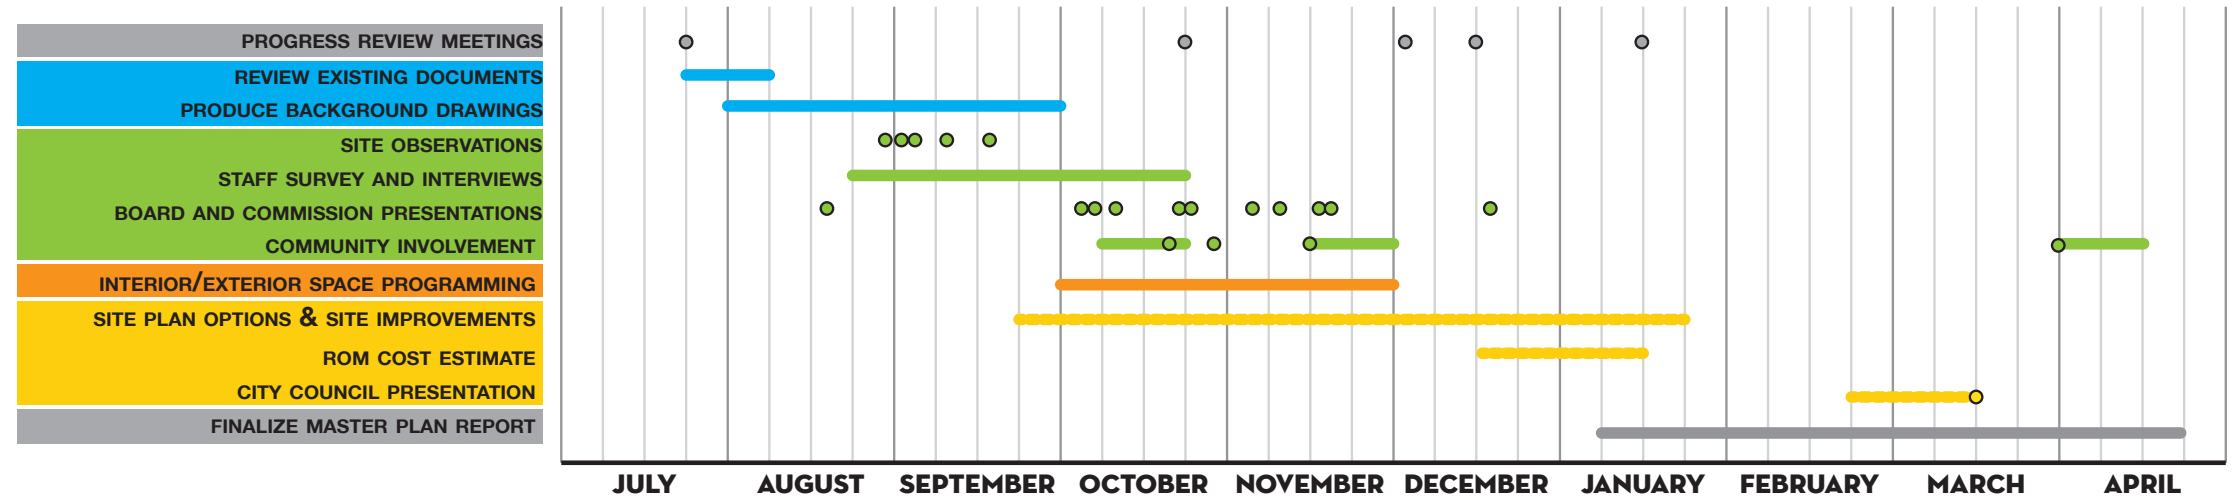 PROGRESS REVIEW MEETINGS
REVIEW EXISTING DOCUMENTS
PRODUCE BACKGROUND DRAWINGS
SITE OBSERVATIONS
STAFF SURVEY AND INTERVIEWS
BOARD AND COMMISSION PRESENTATIONS
COMMUNITY INVOLVEMENT
INTERIOR/EXTERIOR SPACE PROGRAMMING
SITE PLAN OPTIONS & SITE IMPROVEMENTS
ROM COST ESTIMATE
CITY COUNCIL PRESENTATION
FINALIZE MASTER PLAN REPORT
JULY AUGUST SEPTEMBER OCTOBER NOVEMBER DECEMBER JANUARY FEBRUARY MARCH APRIL